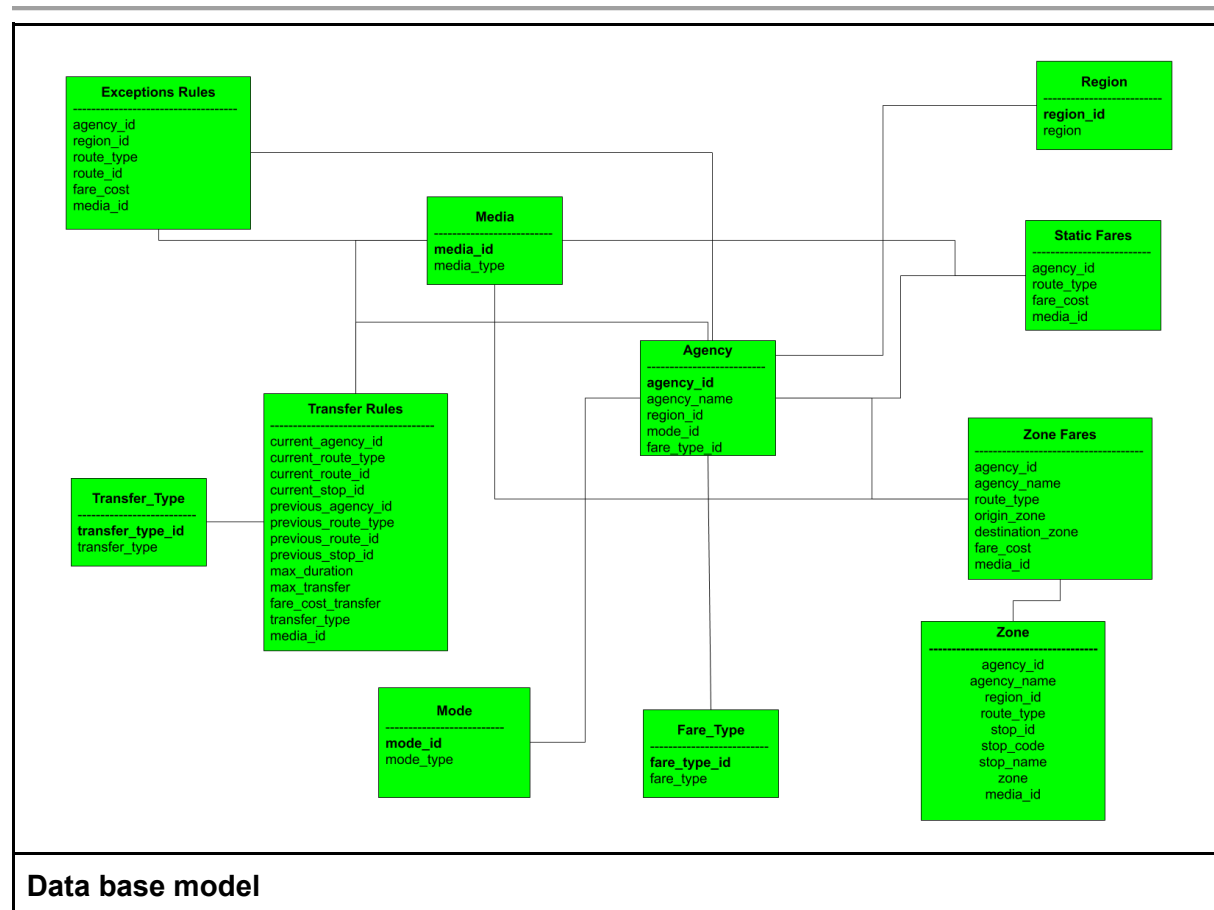 Exceptions Rules
agency_id
region_id
route_type
route_id
fare_cost
media_id
Region
region_id
region
Media
media_id
media_type
Static Fares
agency_id
route_type
fare_cost
media_id
Agency
agency_id
agency_name
region_id
mode_id
fare_type_id
Transfer Rules
current_agency_id
current_route_type
current_route_id
current_stop_id
previous_agency_id
previous_route_type
previous_route_id
previous_stop_id
max_duration
max_transfer
fare_cost_transfer
transfer_type
media_id
Zone Fares
agency_id
agency_name
route_type
origin_zone
destination_zone
fare_cost
media_id
Transfer_Type
transfer_type_id
transfer_type
Zone
agency_id
agency_name
region_id
route_type
stop_id
stop_code
stop_name
zone
media_id
Mode
mode_id
mode_type
Fare_Type
fare_type_id
fare_type
Data base model